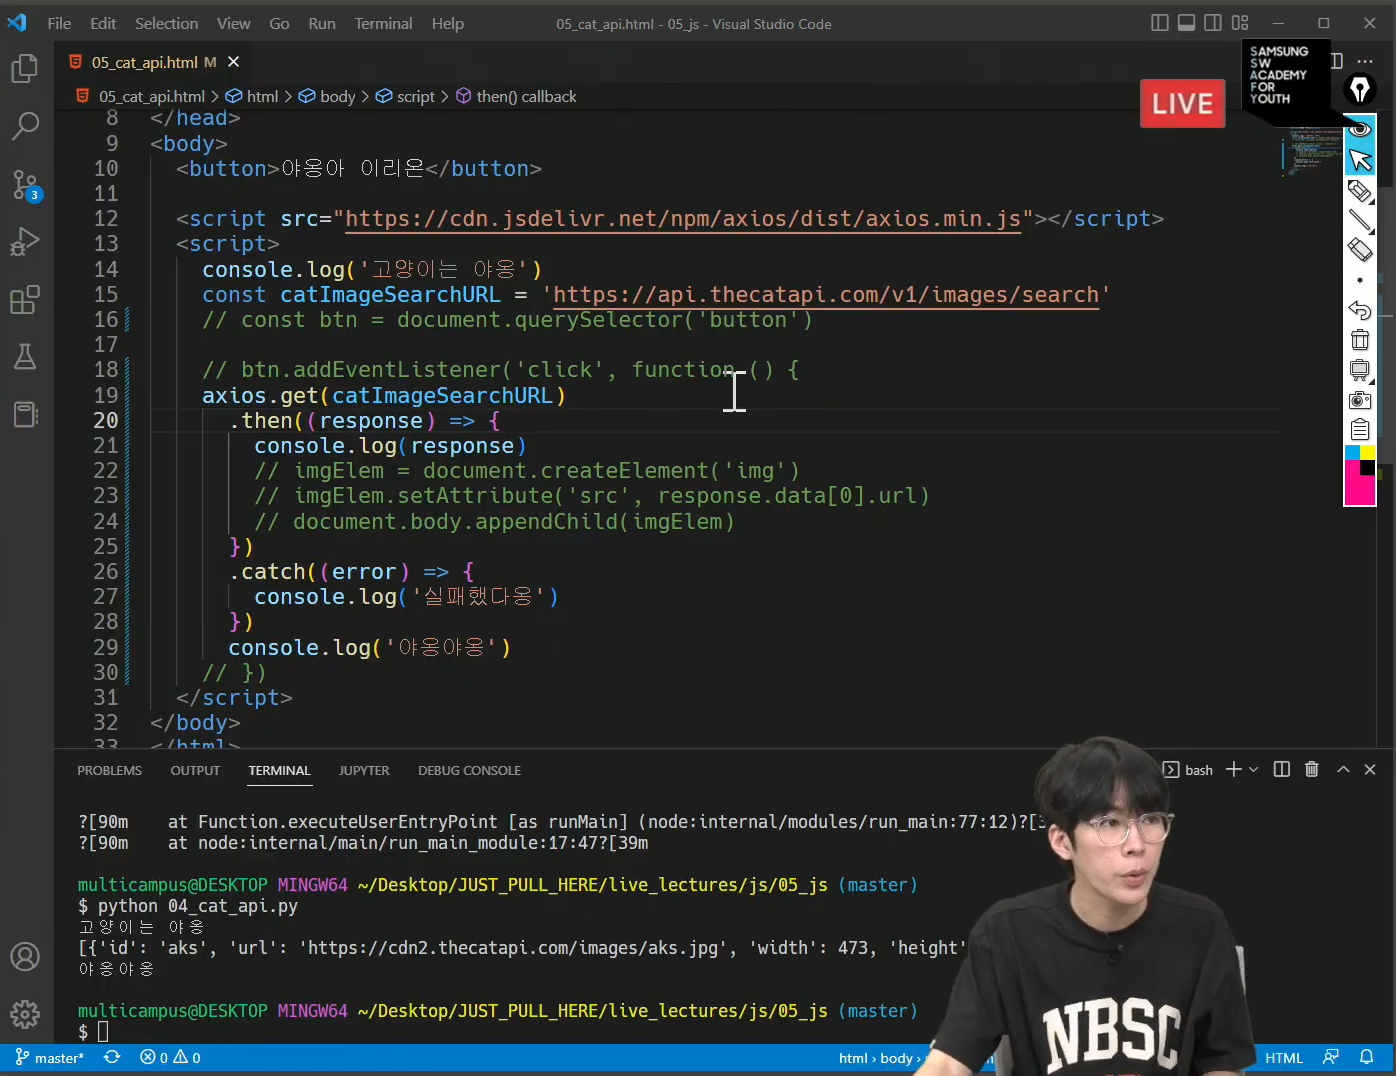 File Edit Selection View Go Run Terminal Help
05_cat_api.html - 05_js - Visual Studio Code
05_cat_api.html M
SAMSUNG
SW
ACADEMY
FOR
YOUTH
05_cat_api.html > html > body > script > then() callback
LIVE
8 </head>
9 <body>
10 <button>야옹아 이리온</button>
11
12 <script src="https://cdn.jsdelivr.net/npm/axios/dist/axios.min.js"></script>
13 <script>
14 console.log('고양이는 야옹')
15 const catImageSearchURL = 'https://api.thecatapi.com/v1/images/search'
16 // const btn = document.querySelector('button')
17
18 // btn.addEventListener('click', function () {
19 axios.get(catImageSearchURL)
20 .then((response) => {
21 console.log(response)
22 // imgElem = document.createElement('img')
23 // imgElem.setAttribute('src', response.data[0].url)
24 // document.body.appendChild(imgElem)
25 })
26 .catch((error) => {
27 console.log('실패했다옹')
28 })
29 console.log('야옹야옹')
30 // })
31 </script>
32 </body>
33 </html>
3
PROBLEMS OUTPUT TERMINAL JUPYTER DEBUG CONSOLE
bash
?[90m at Function.executeUserEntryPoint [as runMain] (node:internal/modules/run_main:77:12)?[3
?[90m at node:internal/main/run_main_module:17:47?[39m
multicampus@DESKTOP MINGW64 ~/Desktop/JUST_PULL_HERE/live_lectures/js/05_js (master)
$ python 04_cat_api.py
고양이는 야옹
[{'id': 'aks', 'url': 'https://cdn2.thecatapi.com/images/aks.jpg', 'width': 473, 'height'
야옹야옹
multicampus@DESKTOP MINGW64 ~/Desktop/JUST_PULL_HERE/live_lectures/js/05_js (master)
$
NBSC
master* 0 0 html > body > HTML